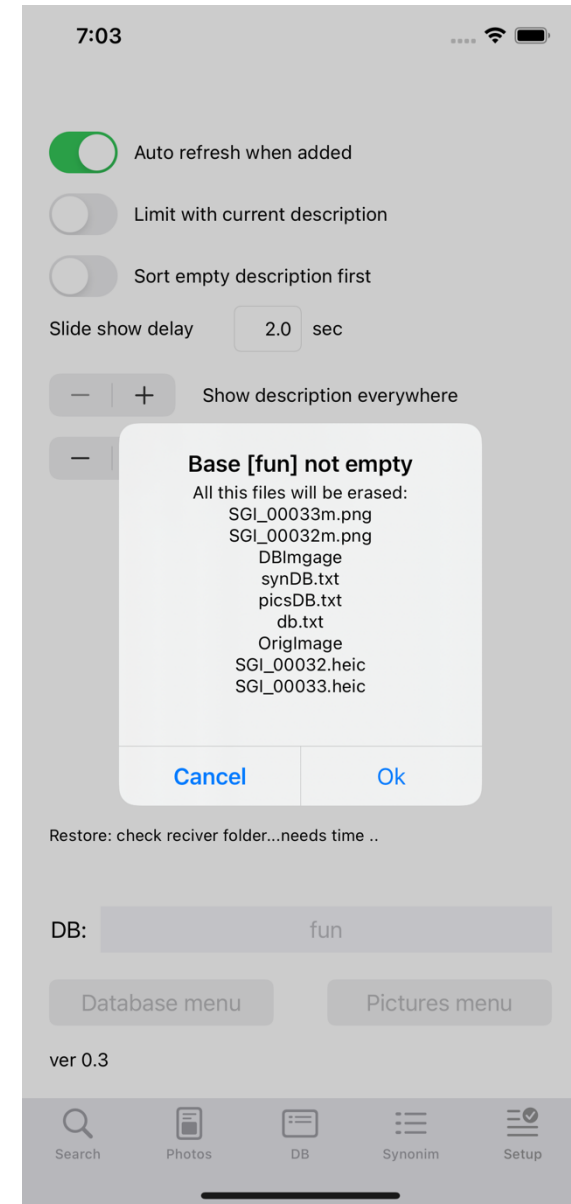 7:03
Auto refresh when added
Limit with current description
Sort empty description first
Slide show delay 2.0 sec
− + Show description everywhere
−
Base [fun] not empty
All this files will be erased:
SGI_00033m.png
SGI_00032m.png
DBImgage
synDB.txt
picsDB.txt
db.txt
OrigImage
SGI_00032.heic
SGI_00033.heic
Cancel Ok
Restore: check reciver folder...needs time ..
DB: fun
Database menu Pictures menu
ver 0.3
Search Photos DB Synonim Setup